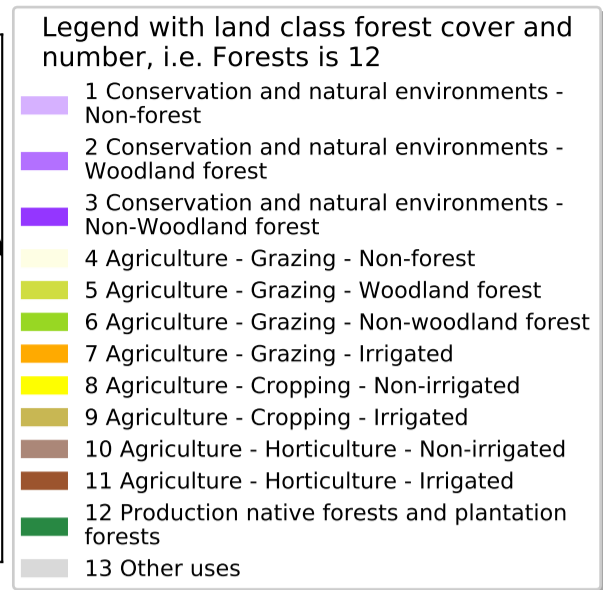 Legend with land class forest cover and
number, i.e. Forests is 12
1 Conservation and natural environments -
Non-forest
2 Conservation and natural environments -
Woodland forest
3 Conservation and natural environments -
Non-Woodland forest
4 Agriculture - Grazing - Non-forest
5 Agriculture - Grazing - Woodland forest
6 Agriculture - Grazing - Non-woodland forest
7 Agriculture - Grazing - Irrigated
8 Agriculture - Cropping - Non-irrigated
9 Agriculture - Cropping - Irrigated
10 Agriculture - Horticulture - Non-irrigated
11 Agriculture - Horticulture - Irrigated
12 Production native forests and plantation
forests
13 Other uses